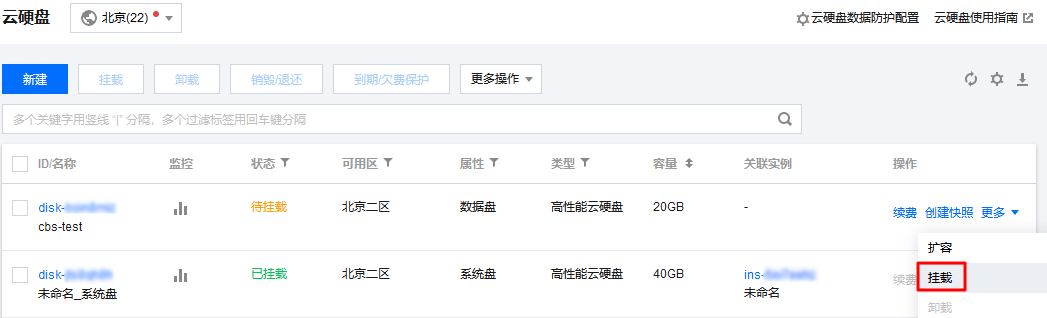 云硬盘 北京(22) 云硬盘数据防护配置 云硬盘使用指南
新建 挂载 卸载 销毁/退还 到期/欠费保护 更多操作
多个关键字用竖线 “|” 分隔，多个过滤标签用回车键分隔
ID/名称 监控 状态 可用区 属性 类型 容量 关联实例 操作
disk- 待挂载 北京二区 数据盘 高性能云硬盘 20GB - 续费 创建快照 更多
cbs-test
扩容
disk- 已挂载 北京二区 系统盘 高性能云硬盘 40GB ins- 续费 挂载
未命名_系统盘 未命名
卸载